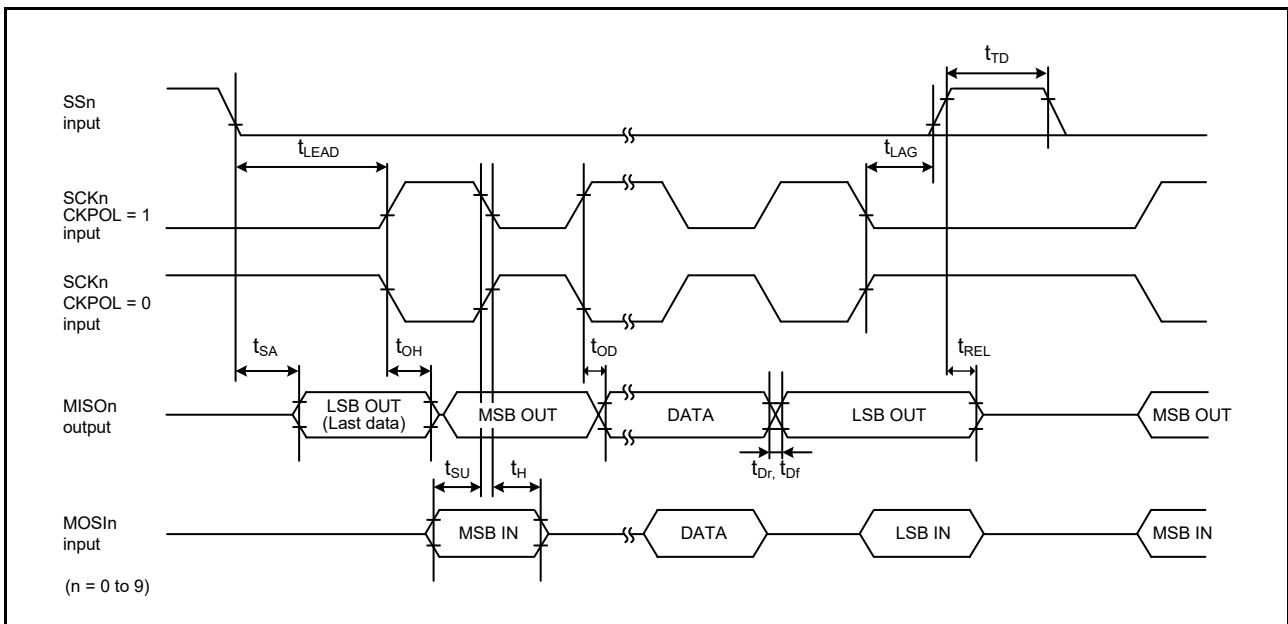 tTD
SSn
input
tLEAD
tLAG
SCKn
CKPOL = 1
input
SCKn
CKPOL = 0
input
tSA
tOH
tOD
tREL
MISOn
output
LSB OUT
(Last data)
MSB OUT
DATA
LSB OUT
MSB OUT
tSU
tH
tDr, tDf
MOSIn
input
MSB IN
DATA
LSB IN
MSB IN
(n = 0 to 9)